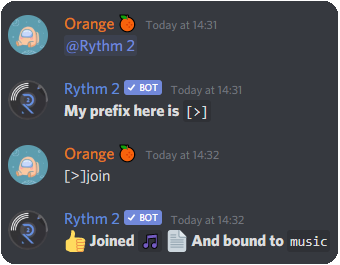 Orange 🍊 Today at 14:31
@Rythm 2
Rythm 2 ✓ BOT Today at 14:31
My prefix here is [>]
Orange 🍊 Today at 14:32
[>]join
Rythm 2 ✓ BOT Today at 14:32
👍 Joined 🎵 📄 And bound to music